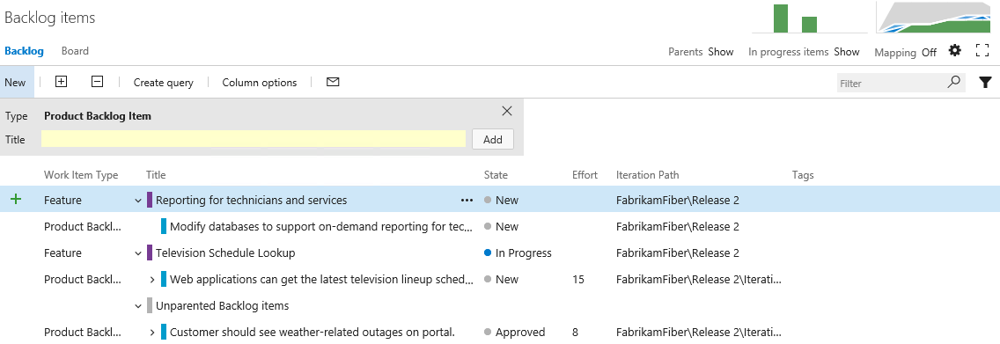 Backlog items
Backlog Board Parents Show In progress items Show Mapping Off
New Create query Column options Filter
Type Product Backlog Item
Title Add
Work Item Type Title State Effort Iteration Path Tags
Feature Reporting for technicians and services ... New FabrikamFiber\Release 2
Product Backl... Modify databases to support on-demand reporting for tec... New FabrikamFiber\Release 2
Feature Television Schedule Lookup In Progress FabrikamFiber\Release 2
Product Backl... Web applications can get the latest television lineup sched... New 15 FabrikamFiber\Release 2\Iterati...
Unparented Backlog items
Product Backl... Customer should see weather-related outages on portal. Approved 8 FabrikamFiber\Release 2\Iterati...